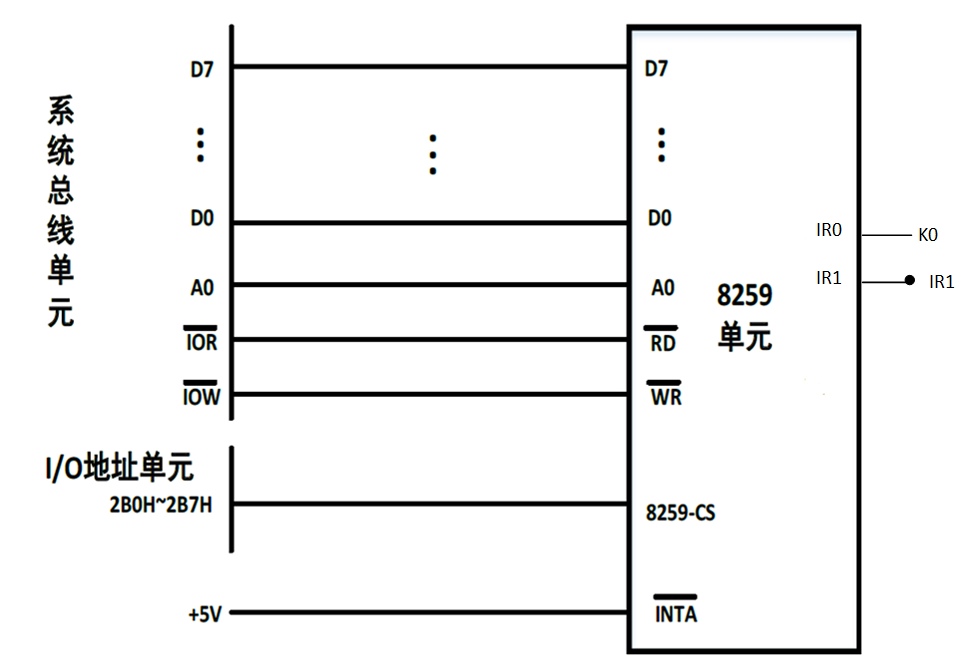 系统总线单元
D7
D0
A0
IOR
IOW
I/O地址单元
2B0H~2B7H
+5V
D7
D0
A0
RD
WR
8259-CS
INTA
8259
单元
IR0
K0
IR1
IR1